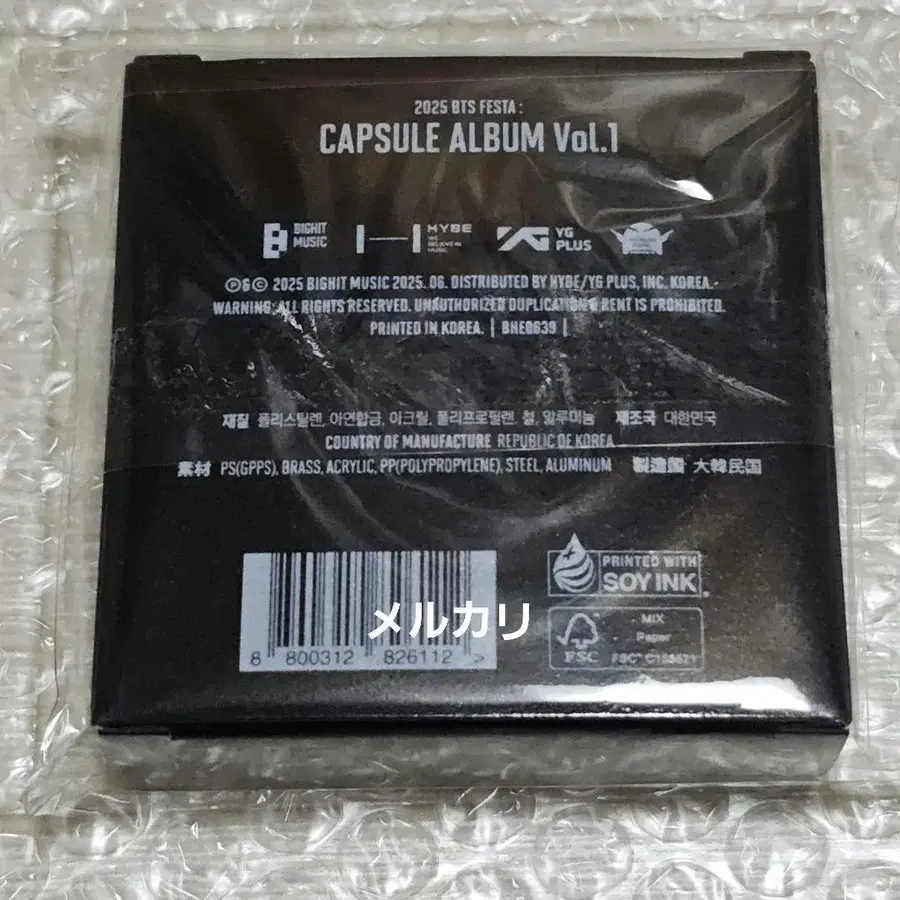 2025 BTS FESTA :
CAPSULE ALBUM Vol.1
BIGHIT
MUSIC
HYBE
WE
BELIEVE IN
MUSIC
YG
PLUS
Ⓟ&© 2025 BIGHIT MUSIC 2025. 06. DISTRIBUTED BY HYBE/YG PLUS, INC. KOREA.
WARNING: ALL RIGHTS RESERVED. UNAUTHORIZED DUPLICATION & RENT IS PROHIBITED.
PRINTED IN KOREA. | BHE0639 |
재질 폴리스틸렌, 아연합금, 아크릴, 폴리프로필렌, 철, 알루미늄 제조국 대한민국
COUNTRY OF MANUFACTURE REPUBLIC OF KOREA
素材 PS(GPPS), BRASS, ACRYLIC, PP(POLYPROPYLENE), STEEL, ALUMINUM 製造国 大韓民国
PRINTED WITH
SOY INK
メルカリ
8 800312 826112 >
MIX
Paper
FSC